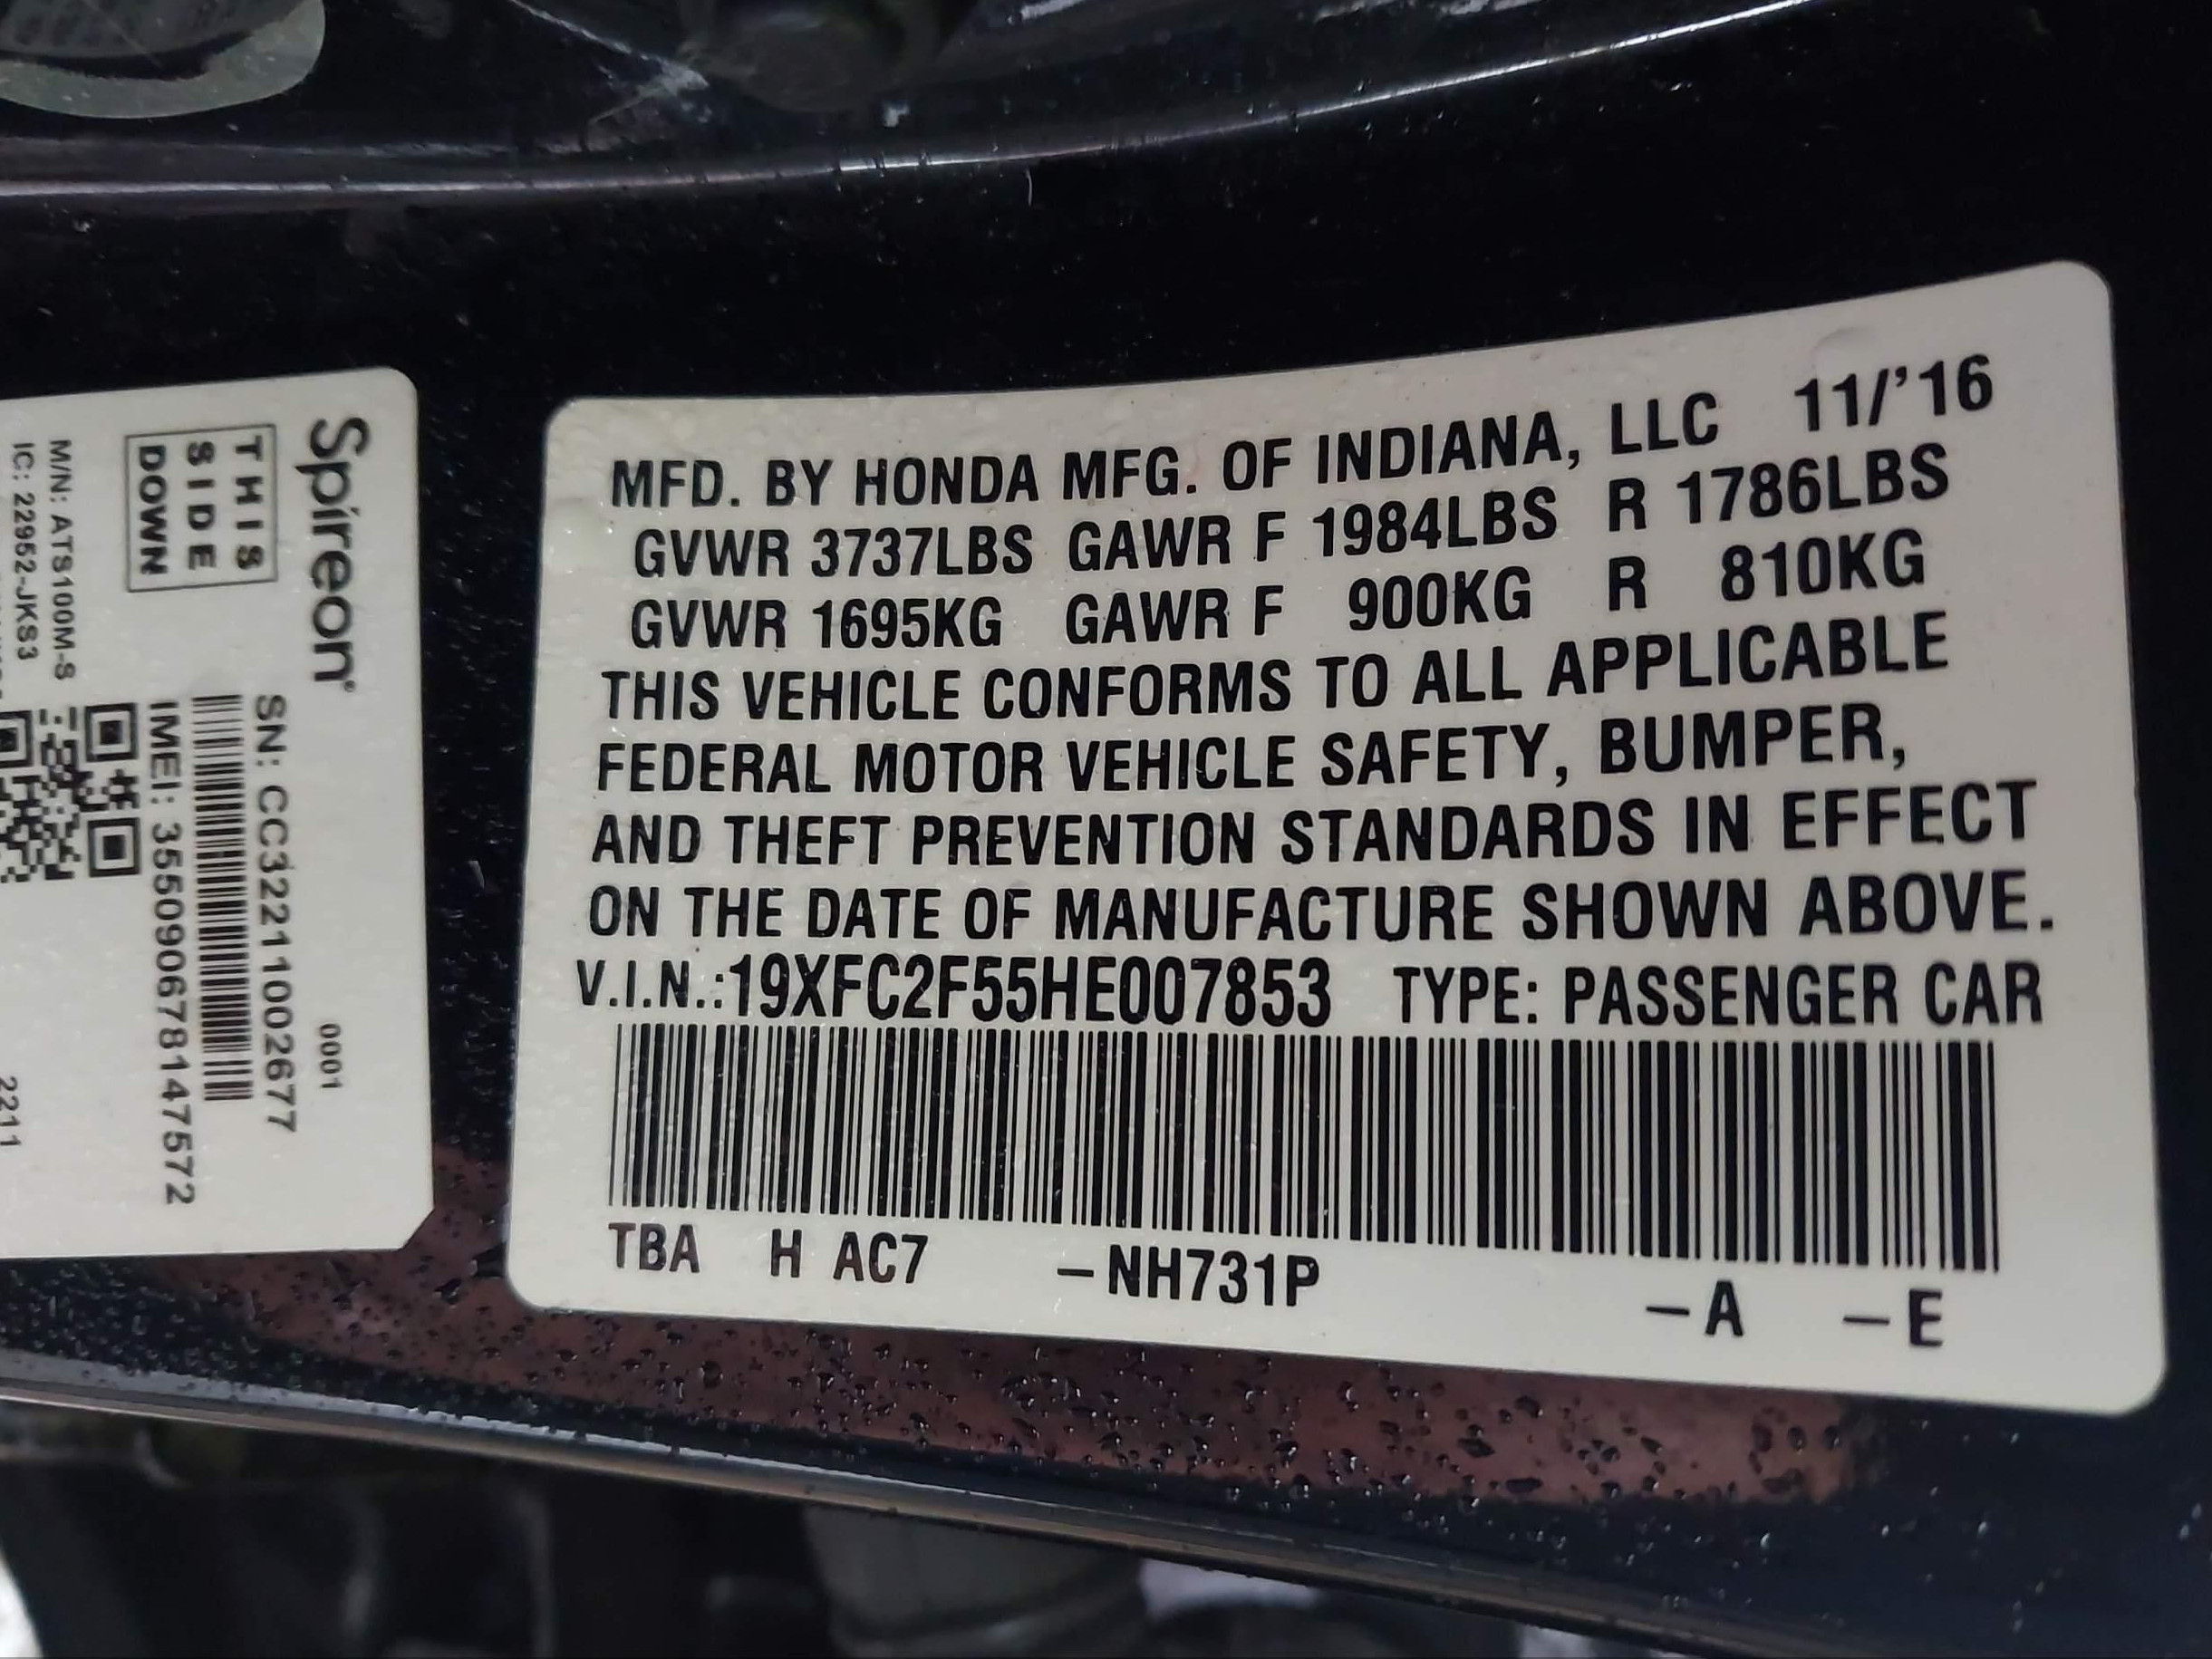 Spireon®
0001
THIS
SIDE
DOWN
SN: CC32211002677
IMEI: 355090678147572
M/N: ATS100M-S
IC: 22952-JKS3
2211
MFD. BY HONDA MFG. OF INDIANA, LLC 11/'16
GVWR 3737LBS GAWR F 1984LBS R 1786LBS
GVWR 1695KG GAWR F 900KG R 810KG
THIS VEHICLE CONFORMS TO ALL APPLICABLE
FEDERAL MOTOR VEHICLE SAFETY, BUMPER,
AND THEFT PREVENTION STANDARDS IN EFFECT
ON THE DATE OF MANUFACTURE SHOWN ABOVE.
V.I.N.:19XFC2F55HE007853 TYPE: PASSENGER CAR
TBA H AC7 –NH731P –A –E